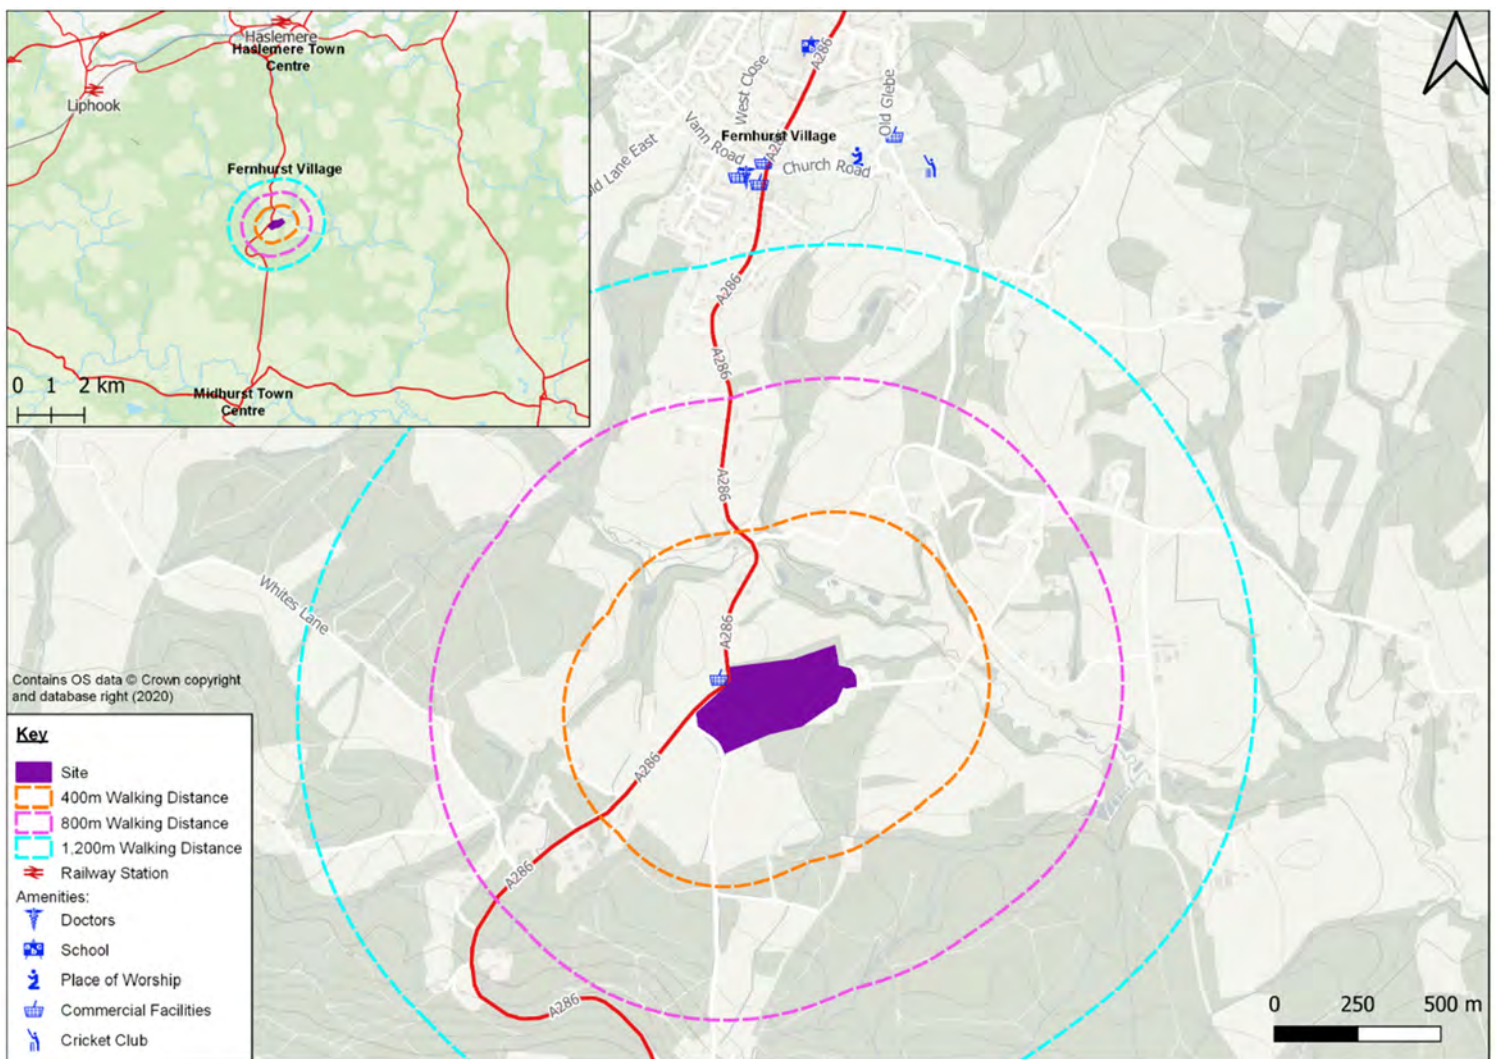 Haslemere
Haslemere Town
Centre
Liphook
Fernhurst Village
Midhurst Town
Centre
0 1 2 km
A286
West Close
Old Glebe
Vann Road
Fernhurst Village
A28
Church Road
Lane East
A286
A286
A286
A286
Whites Lane
A286
A286
A286
Contains OS data © Crown copyright
and database right (2020)
Key
Site
400m Walking Distance
800m Walking Distance
1,200m Walking Distance
Railway Station
Amenities:
Doctors
School
Place of Worship
Commercial Facilities
Cricket Club
0 250 500 m